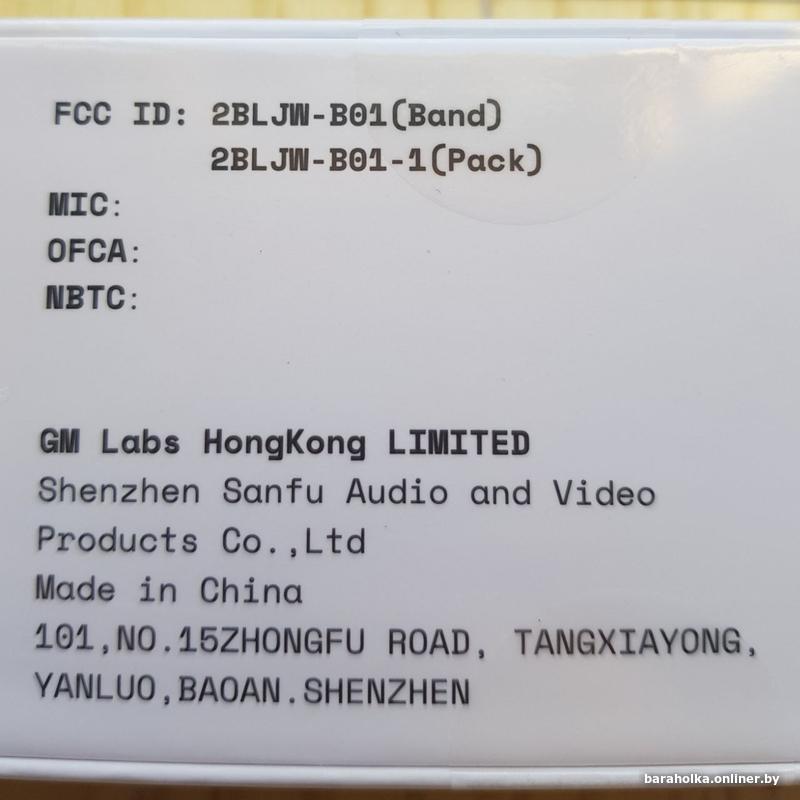 FCC ID: 2BLJW-B01(Band)
2BLJW-B01-1(Pack)
MIC:
OFCA:
NBTC:
GM Labs HongKong LIMITED
Shenzhen Sanfu Audio and Video
Products Co.,Ltd
Made in China
101,NO.15ZHONGFU ROAD, TANGXIAYONG,
YANLUO,BAOAN.SHENZHEN
baraholka.onliner.by